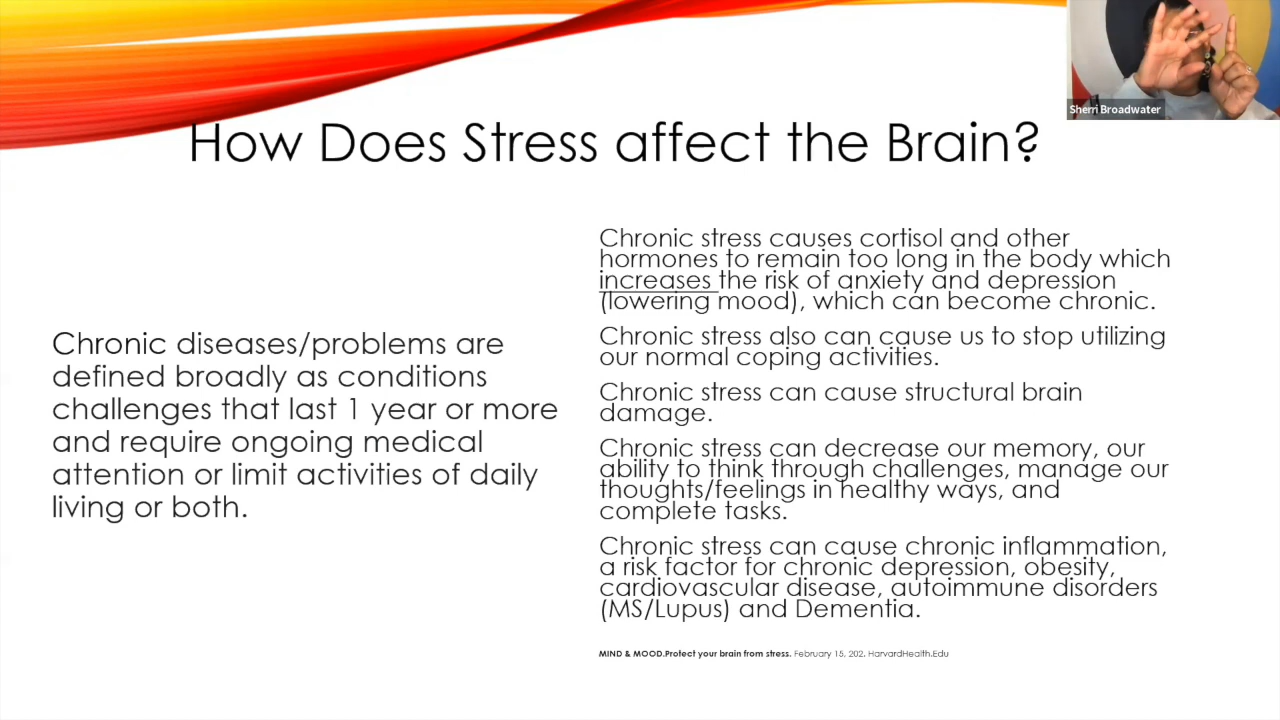 Sherri Broadwater
How Does Stress affect the Brain?
Chronic diseases/problems are
defined broadly as conditions
challenges that last 1 year or more
and require ongoing medical
attention or limit activities of daily
living or both.
Chronic stress causes cortisol and other
hormones to remain too long in the body which
increases the risk of anxiety and depression
(lowering mood), which can become chronic.
Chronic stress also can cause us to stop utilizing
our normal coping activities.
Chronic stress can cause structural brain
damage.
Chronic stress can decrease our memory, our
ability to think through challenges, manage our
thoughts/feelings in healthy ways, and
complete tasks.
Chronic stress can cause chronic inflammation,
a risk factor for chronic depression, obesity,
cardiovascular disease, autoimmune disorders
(MS/Lupus) and Dementia.
MIND & MOOD.Protect your brain from stress. February 15, 202. HarvardHealth.Edu